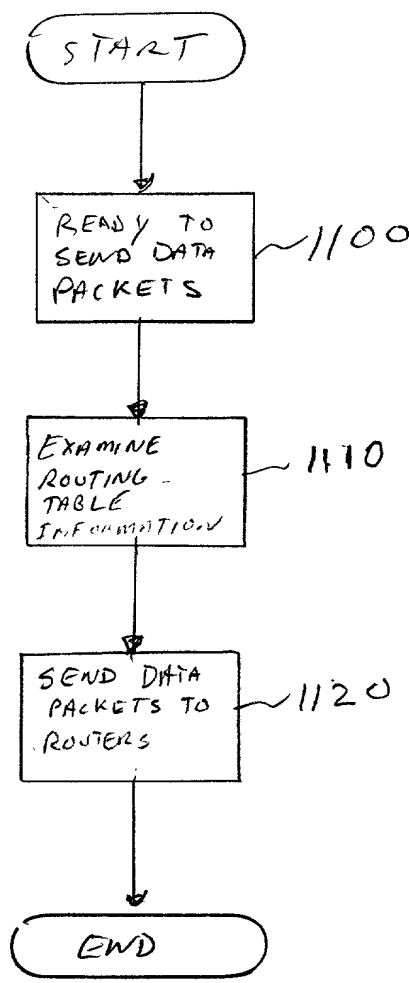 START
READY TO
SEND DATA
PACKETS
1100
EXAMINE
ROUTING
TABLE
INFORMATION
1110
SEND DATA
PACKETS TO
ROUTERS
1120
END